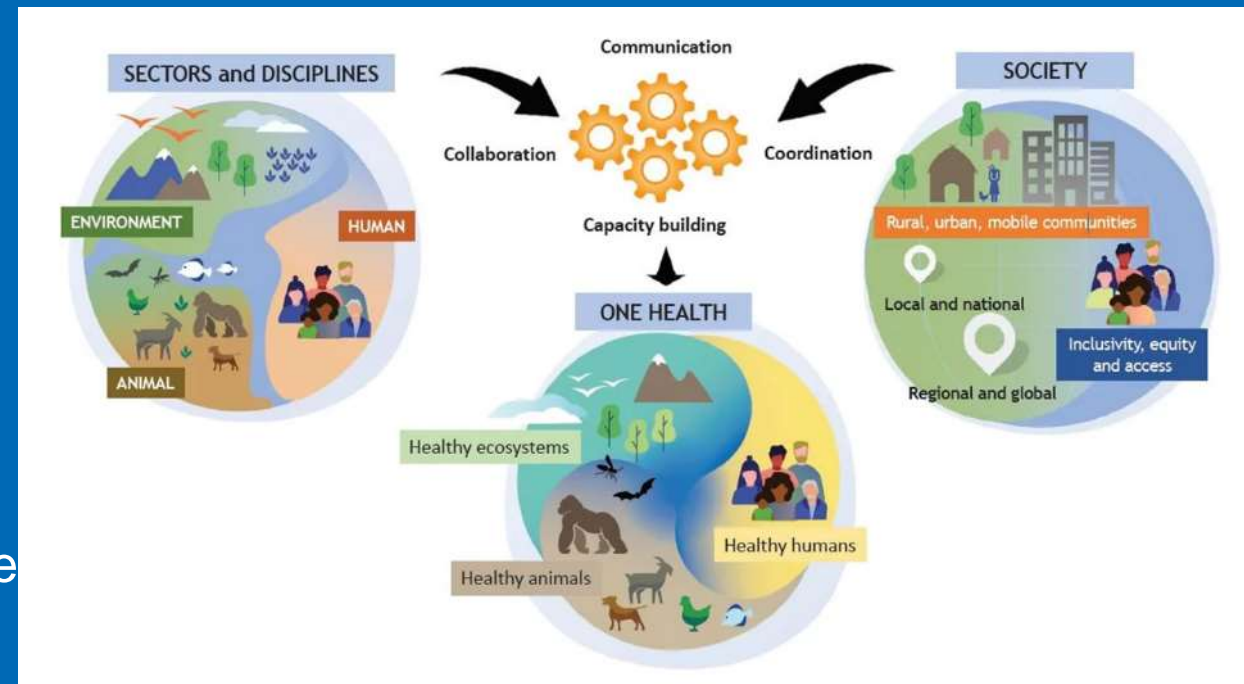 SECTORS and DISCIPLINES
ENVIRONMENT
HUMAN
ANIMAL
Communication
Collaboration
Coordination
Capacity building
SOCIETY
Rural, urban, mobile communities
Local and national
Regional and global
Inclusivity, equity
and access
ONE HEALTH
Healthy ecosystems
Healthy humans
Healthy animals
e